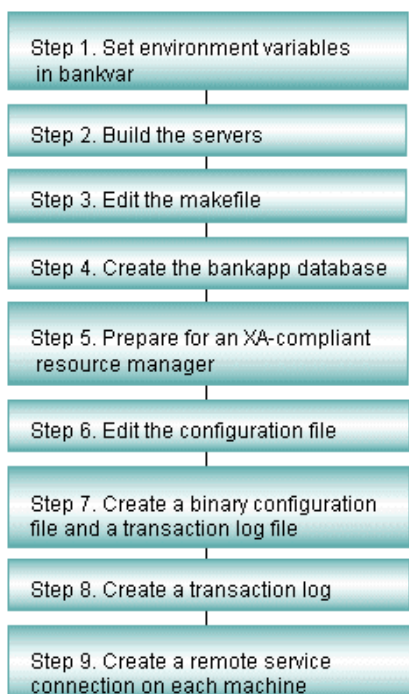 Step 1. Set environment variables
in bankvar
Step 2. Build the servers
Step 3. Edit the makefile
Step 4. Create the bankapp database
Step 5. Prepare for an XA-compliant
resource manager
Step 6. Edit the configuration file
Step 7. Create a binary configuration
file and a transaction log file
Step 8. Create a transaction log
Step 9. Create a remote service
connection on each machine